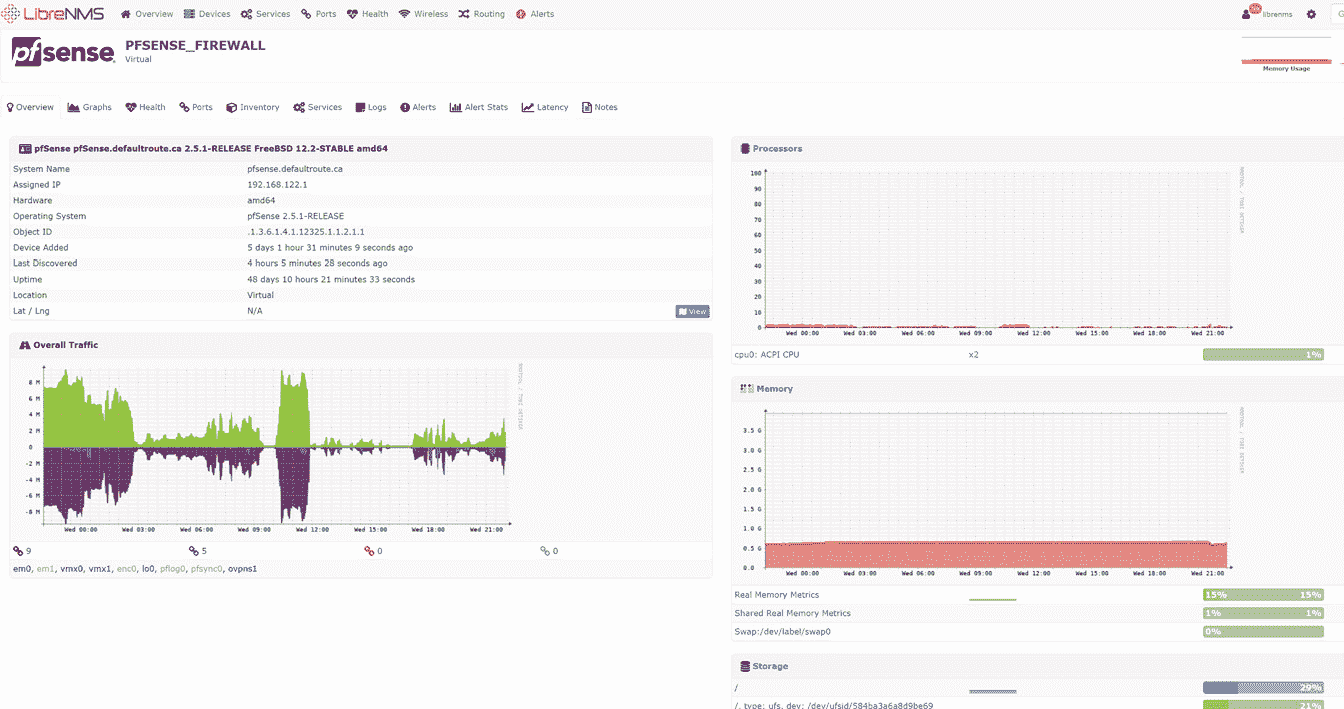 LibreNMS Overview Devices Services Ports Health Wireless Routing Alerts librenms
pfsense PFSENSE_FIREWALL
Virtual
Memory Usage
Overview Graphs Health Ports Inventory Services Logs Alerts Alert Stats Latency Notes
pfSense pfSense.defaultroute.ca 2.5.1-RELEASE FreeBSD 12.2-STABLE amd64
System Name pfsense.defaultroute.ca
Assigned IP 192.168.122.1
Hardware amd64
Operating System pfSense 2.5.1-RELEASE
Object ID .1.3.6.1.4.1.12325.1.1.2.1.1
Device Added 5 days 1 hour 31 minutes 9 seconds ago
Last Discovered 4 hours 5 minutes 28 seconds ago
Uptime 48 days 10 hours 21 minutes 33 seconds
Location Virtual
Lat / Lng N/A View
Overall Traffic
8 M
6 M
4 M
2 M
0
-2 M
-4 M
-6 M
-8 M
Wed 00:00 Wed 03:00 Wed 06:00 Wed 09:00 Wed 12:00 Wed 15:00 Wed 18:00 Wed 21:00
RRDTOOL / TOBI OETIKER
9 5 0 0
em0, em1, vmx0, vmx1, enc0, lo0, pflog0, pfsync0, ovpns1
Processors
100
90
80
70
60
50
40
30
20
10
0
Wed 00:00 Wed 03:00 Wed 06:00 Wed 09:00 Wed 12:00 Wed 15:00 Wed 18:00 Wed 21:00
RRDTOOL / TOBI OETIKER
cpu0: ACPI CPU x2 1%
Memory
3.5 G
3.0 G
2.5 G
2.0 G
1.5 G
1.0 G
0.5 G
0.0
Wed 00:00 Wed 03:00 Wed 06:00 Wed 09:00 Wed 12:00 Wed 15:00 Wed 18:00 Wed 21:00
RRDTOOL / TOBI OETIKER
Real Memory Metrics 15% 15%
Shared Real Memory Metrics 1% 1%
Swap:/dev/label/swap0 0%
Storage
/ 29%
/, type: ufs, dev: /dev/ufsid/584ba3a6a8d9be69 21%